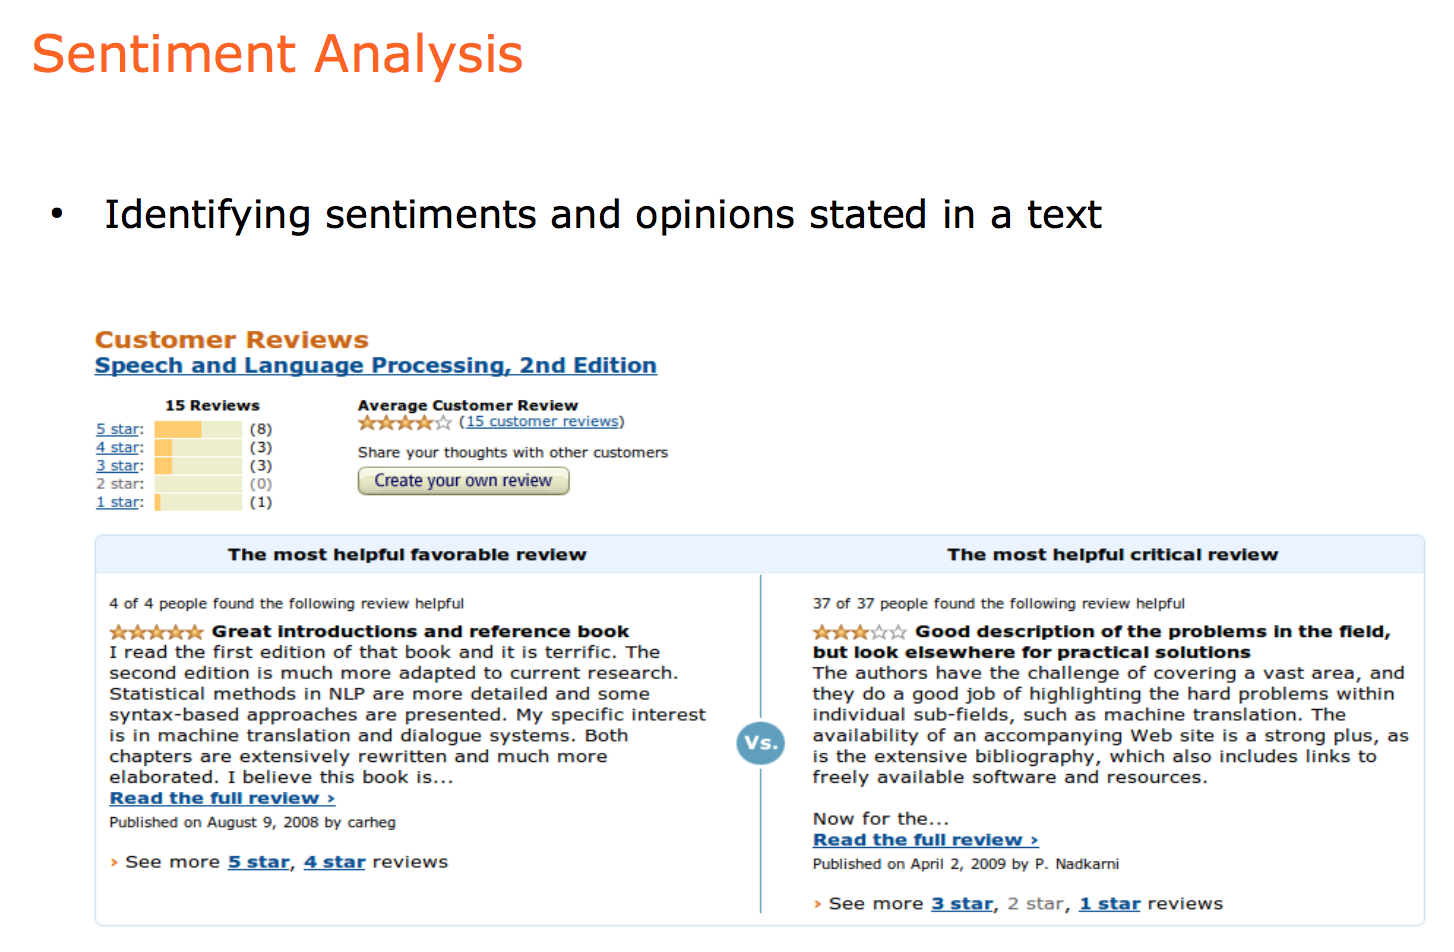 Sentiment Analysis
• Identifying sentiments and opinions stated in a text
Customer Reviews
Speech and Language Processing, 2nd Edition
15 Reviews
5 star: (8)
4 star: (3)
3 star: (3)
2 star: (0)
1 star: (1)
Average Customer Review
(15 customer reviews)
Share your thoughts with other customers
Create your own review
The most helpful favorable review
4 of 4 people found the following review helpful
Great introductions and reference book
I read the first edition of that book and it is terrific. The
second edition is much more adapted to current research.
Statistical methods in NLP are more detailed and some
syntax-based approaches are presented. My specific interest
is in machine translation and dialogue systems. Both
chapters are extensively rewritten and much more
elaborated. I believe this book is...
Read the full review ›
Published on August 9, 2008 by carheg
› See more 5 star, 4 star reviews
Vs.
The most helpful critical review
37 of 37 people found the following review helpful
Good description of the problems in the field,
but look elsewhere for practical solutions
The authors have the challenge of covering a vast area, and
they do a good job of highlighting the hard problems within
individual sub-fields, such as machine translation. The
availability of an accompanying Web site is a strong plus, as
is the extensive bibliography, which also includes links to
freely available software and resources.
Now for the...
Read the full review ›
Published on April 2, 2009 by P. Nadkarni
› See more 3 star, 2 star, 1 star reviews